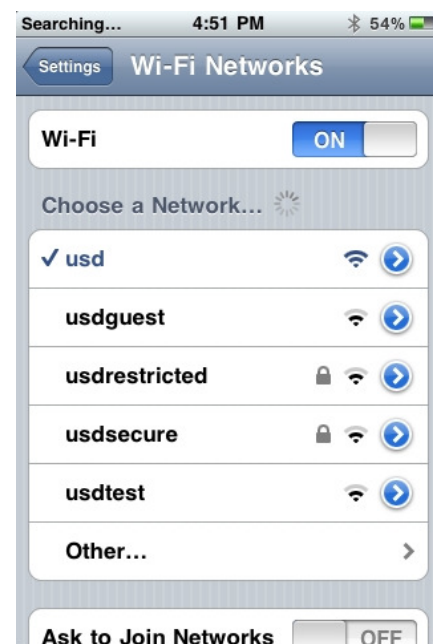 Searching... 4:51 PM 54%
Settings Wi-Fi Networks
Wi-Fi ON
Choose a Network...
✓ usd
usdguest
usdrestricted
usdsecure
usdtest
Other...
Ask to Join Networks OFF